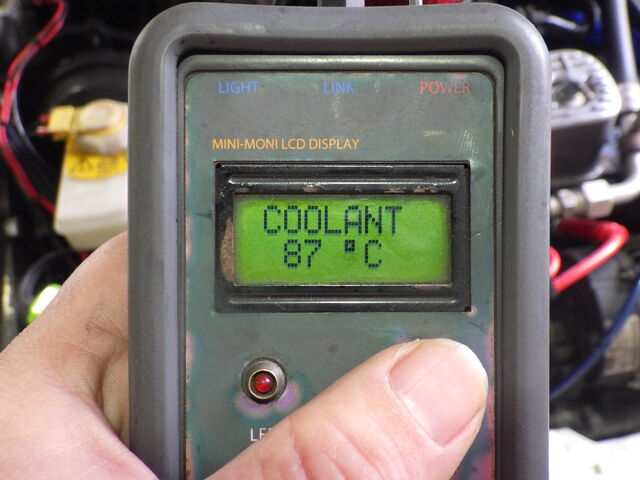 LIGHT LINK POWER
MINI-MONI LCD DISPLAY
COOLANT
87 °C